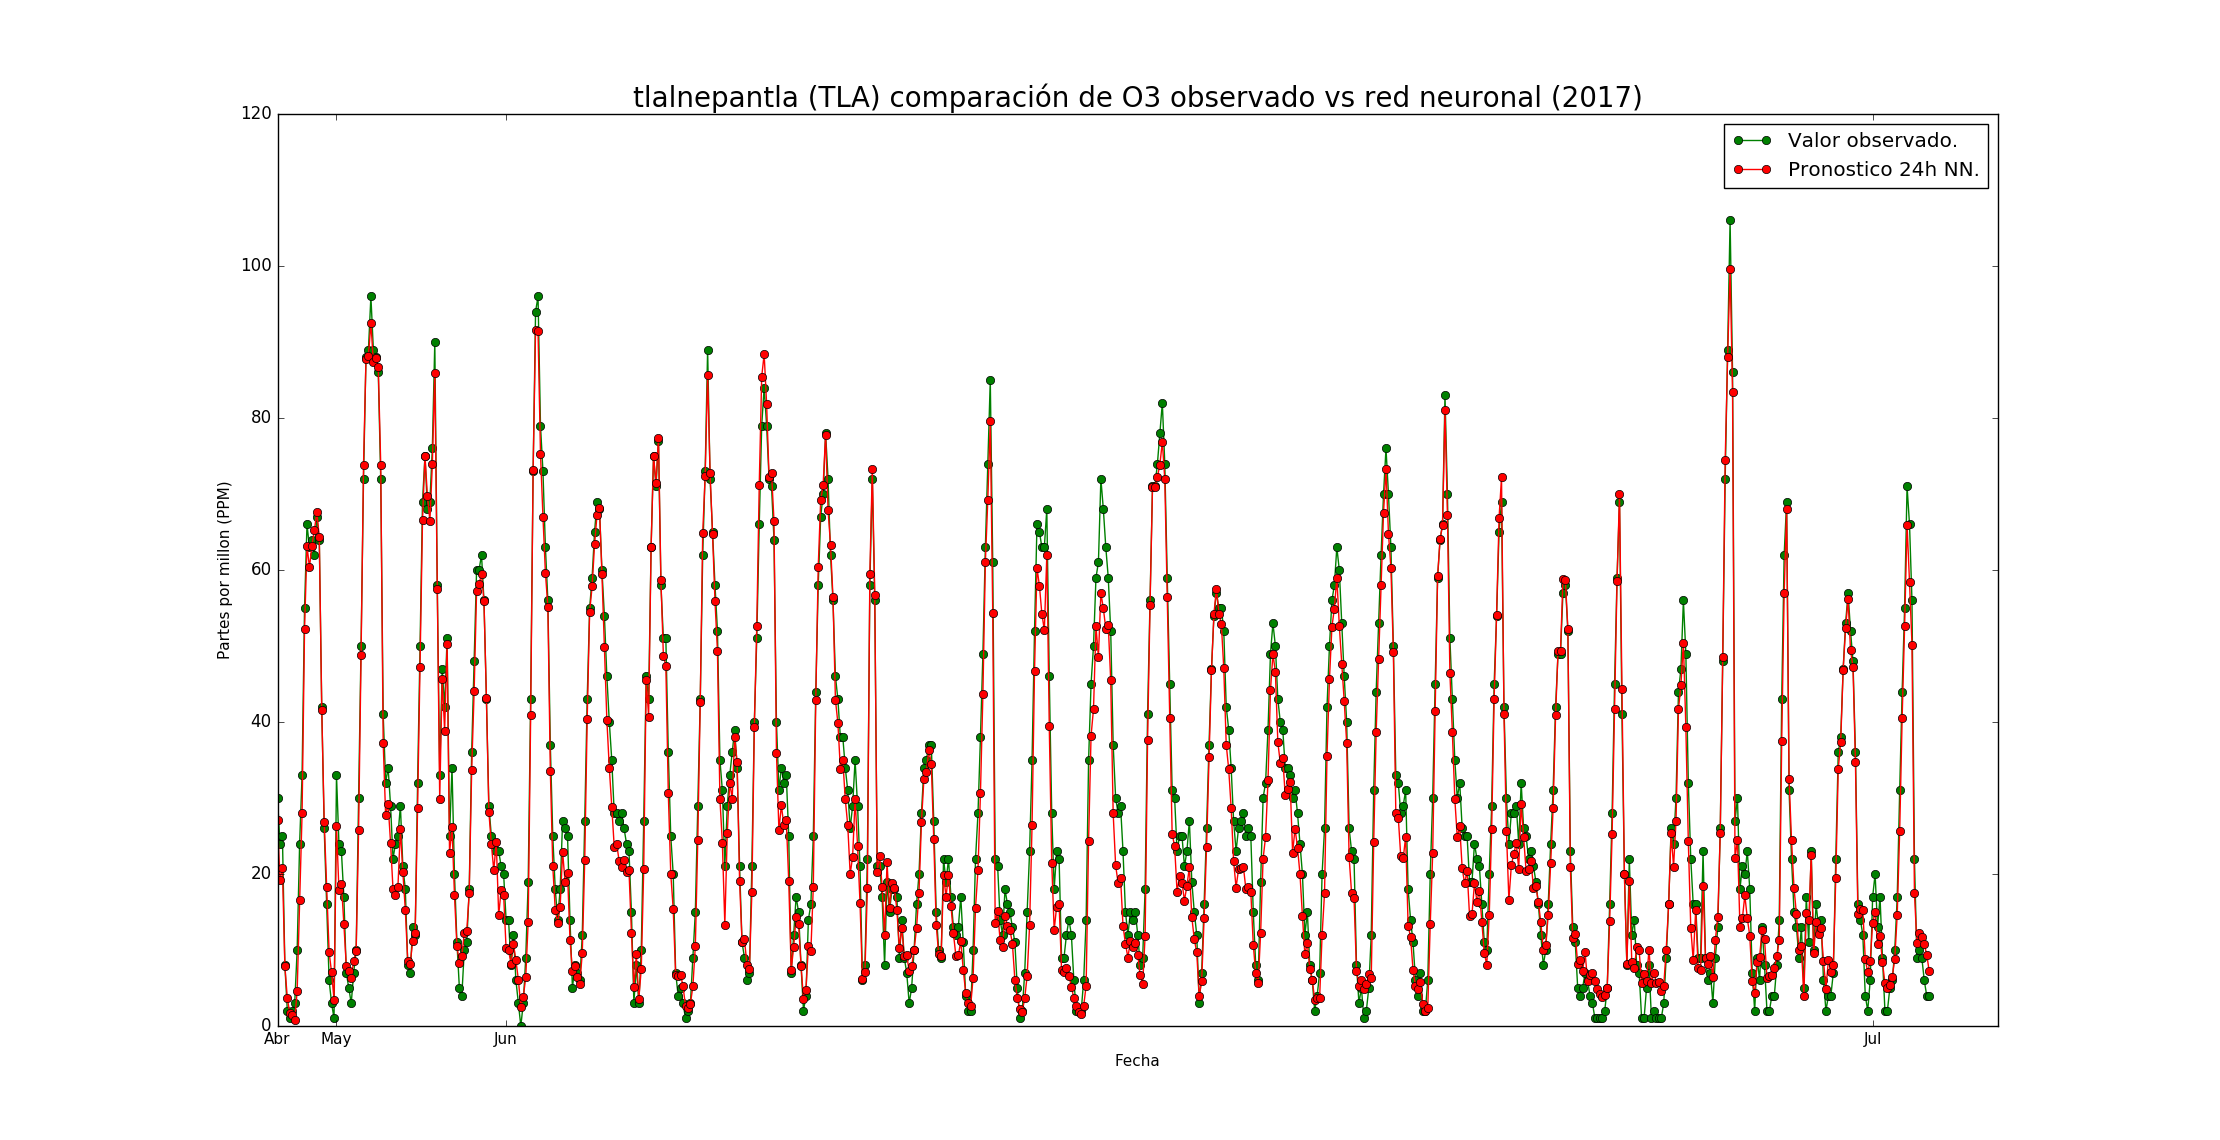 tlalnepantla (TLA) comparación de O3 observado vs red neuronal (2017)
120
100
80
60
40
20
0
Partes por millon (PPM)
Valor observado.
Pronostico 24h NN.
Abr May Jun Jul
Fecha